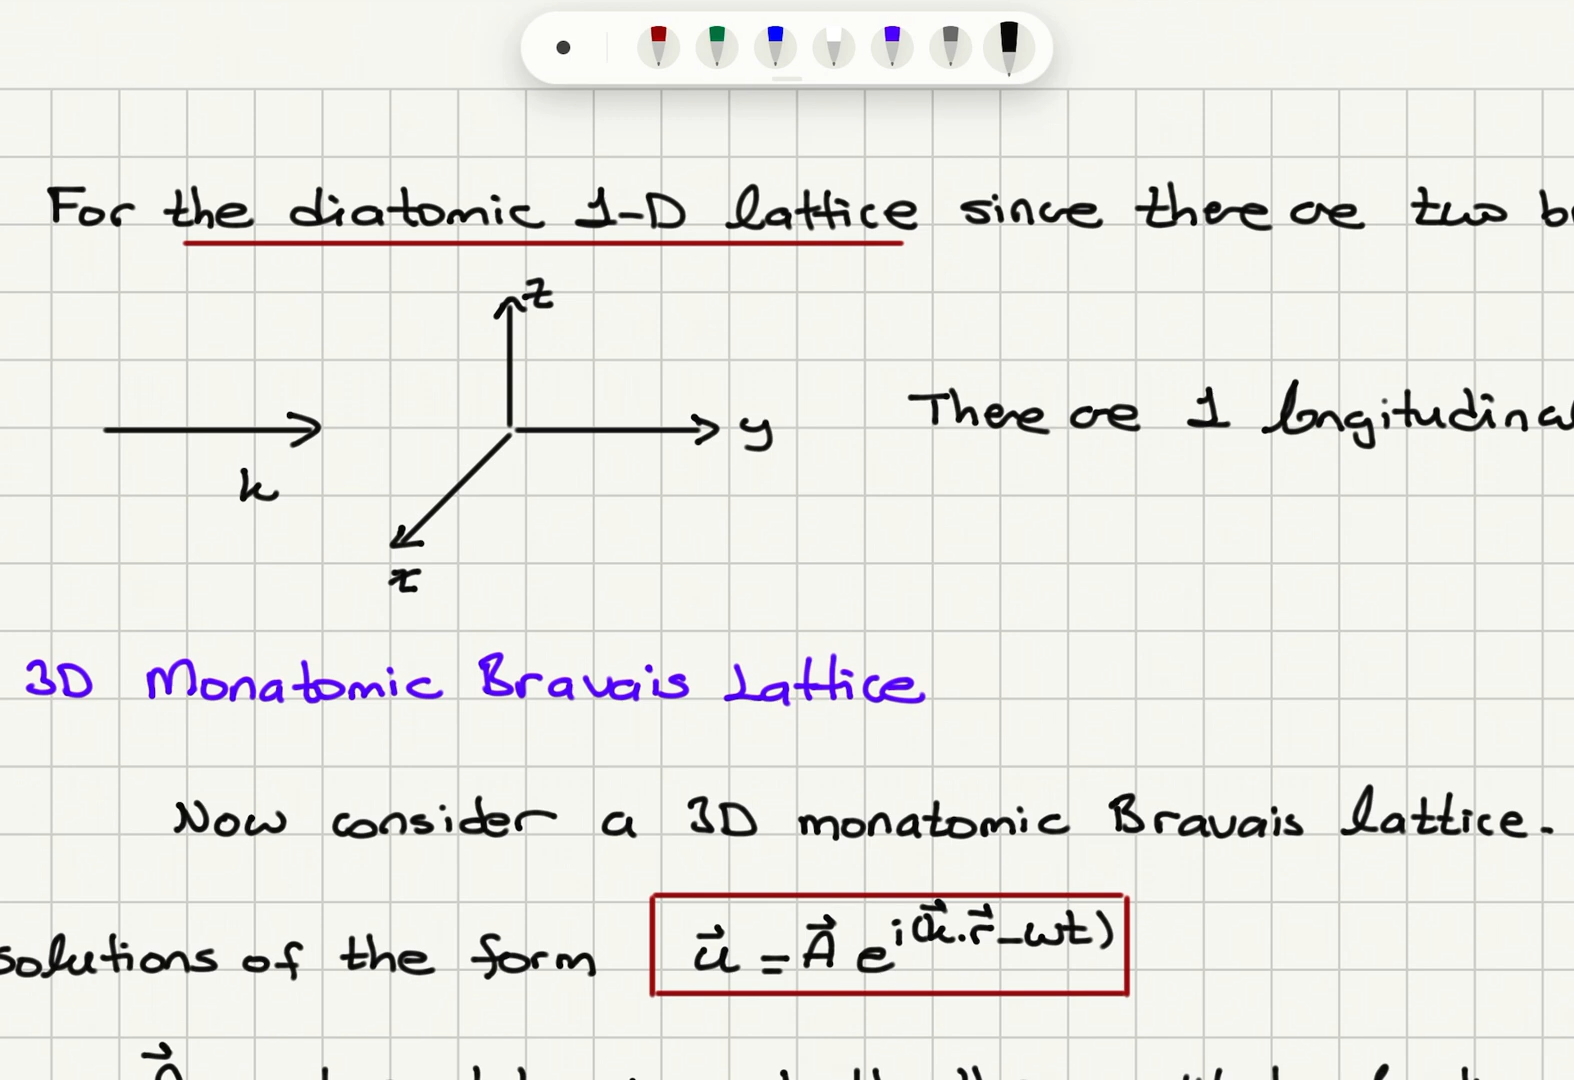 For the diatomic 1-D lattice since there are two
z
There are 1 longitudinal
y
k
x
3D Monatomic Bravais Lattice
Now consider a 3D monatomic Bravais lattice.
solutions of the form u⃗ = A⃗ e^{i(k⃗.r⃗-ωt)}